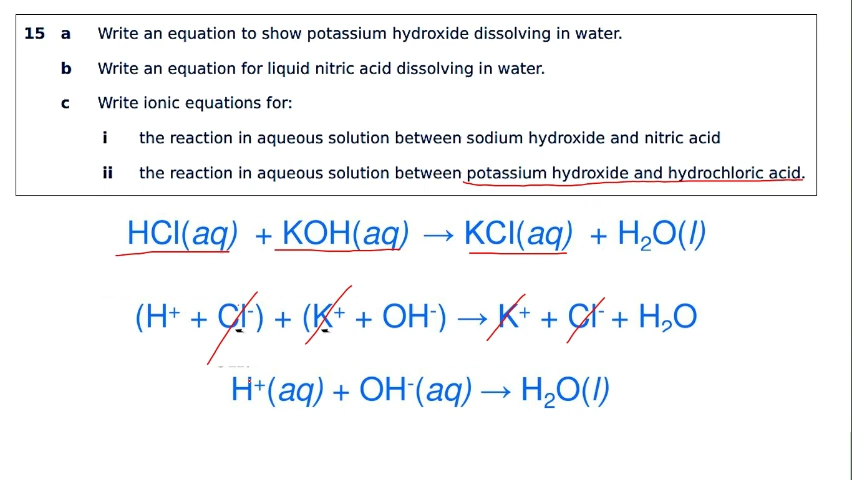 15 a Write an equation to show potassium hydroxide dissolving in water.
b Write an equation for liquid nitric acid dissolving in water.
c Write ionic equations for:
i the reaction in aqueous solution between sodium hydroxide and nitric acid
ii the reaction in aqueous solution between potassium hydroxide and hydrochloric acid.
HCl(aq) + KOH(aq) → KCl(aq) + H₂O(l)
(H⁺ + Cl⁻) + (K⁺ + OH⁻) → K⁺ + Cl⁻ + H₂O
H⁺(aq) + OH⁻(aq) → H₂O(l)